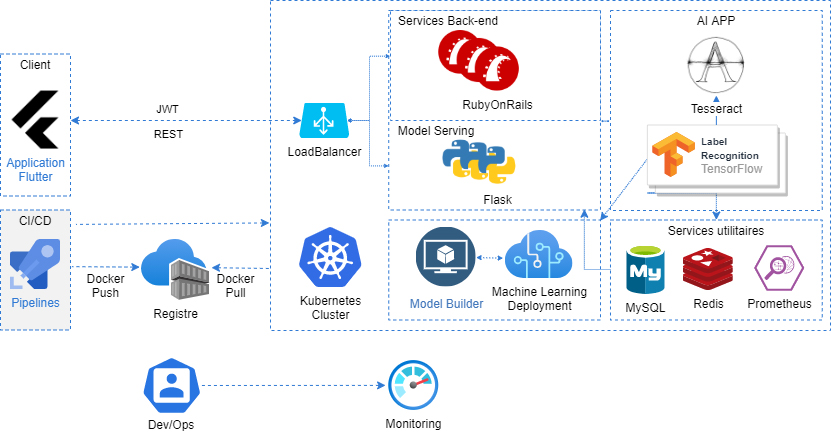 Client
Application
Flutter
JWT
REST
LoadBalancer
Services Back-end
RubyOnRails
Model Serving
Flask
AI APP
Tesseract
Label
Recognition
TensorFlow
CI/CD
Pipelines
Docker
Push
Registre
Docker
Pull
Kubernetes
Cluster
Model Builder
Machine Learning
Deployment
Services utilitaires
My
MySQL
Redis
Prometheus
Dev/Ops
Monitoring